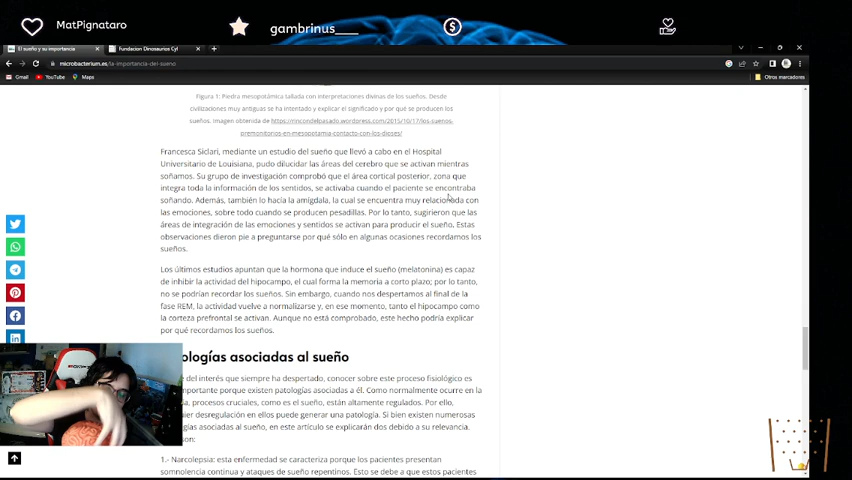 MatPignataro
gambrinus____
El sueño y su importancia
Fundacion Dinosaurios Cyl
microbacterium.es/la-importancia-del-sueno
Gmail
YouTube
Maps
Otros marcadores
Figura 1: Piedra mesopotámica tallada con interpretaciones divinas de los sueños. Desde
civilizaciones muy antiguas se ha intentado y explicar el significado y por qué se producen los
sueños. Imagen obtenida de https://rincondelpasado.wordpress.com/2015/10/17/los-suenos-
premonitorios-en-mesopotamia-contacto-con-los-dioses/
Francesca Siclari, mediante un estudio del sueño que llevó a cabo en el Hospital
Universitario de Louisiana, pudo dilucidar las áreas del cerebro que se activan mientras
soñamos. Su grupo de investigación comprobó que el área cortical posterior, zona que
integra toda la información de los sentidos, se activaba cuando el paciente se encontraba
soñando. Además, también lo hacía la amígdala, la cual se encuentra muy relacionada con
las emociones, sobre todo cuando se producen pesadillas. Por lo tanto, sugirieron que las
áreas de integración de las emociones y sentidos se activan para producir el sueño. Estas
observaciones dieron pie a preguntarse por qué sólo en algunas ocasiones recordamos los
sueños.
Los últimos estudios apuntan que la hormona que induce el sueño (melatonina) es capaz
de inhibir la actividad del hipocampo, el cual forma la memoria a corto plazo; por lo tanto,
no se podrían recordar los sueños. Sin embargo, cuando nos despertamos al final de la
fase REM, la actividad vuelve a normalizarse y, en ese momento, tanto el hipocampo como
la corteza prefrontal se activan. Aunque no está comprobado, este hecho podría explicar
por qué recordamos los sueños.
ologías asociadas al sueño
del interés que siempre ha despertado, conocer sobre este proceso fisiológico es
mportante porque existen patologías asociadas a él. Como normalmente ocurre en la
procesos cruciales, como es el sueño, están altamente regulados. Por ello,
uier desregulación en ellos puede generar una patología. Si bien existen numerosas
gías asociadas al sueño, en este artículo se explicarán dos debido a su relevancia.
son:
1.- Narcolepsia: esta enfermedad se caracteriza porque los pacientes presentan
somnolencia continua y ataques de sueño repentinos. Esto se debe a que estos pacientes